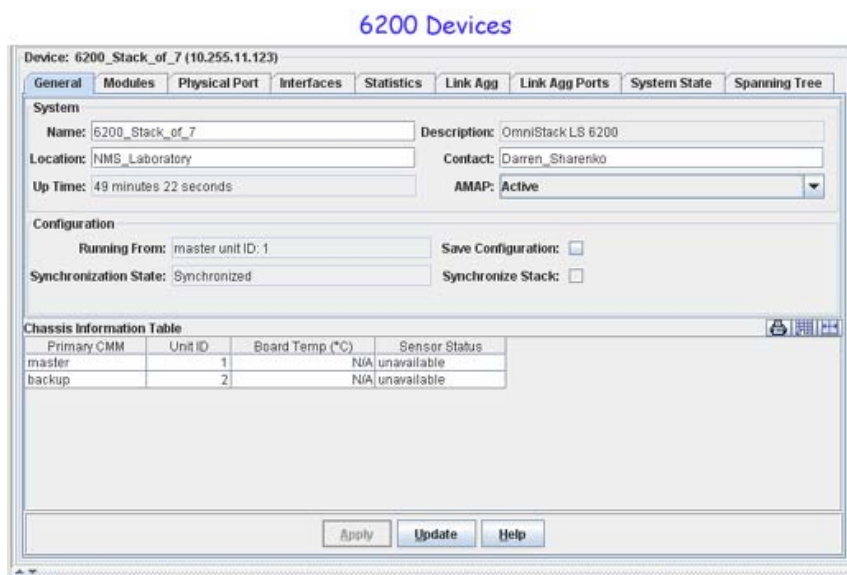 6200 Devices
Device: 6200_Stack_of_7 (10.255.11.123)
General Modules Physical Port Interfaces Statistics Link Agg Link Agg Ports System State Spanning Tree
System
Name: 6200_Stack_of_7 Description: OmniStack LS 6200
Location: NMS_Laboratory Contact: Darren_Sharenko
Up Time: 49 minutes 22 seconds AMAP: Active
Configuration
Running From: master unit ID: 1 Save Configuration:
Synchronization State: Synchronized Synchronize Stack:
Chassis Information Table
Primary CMM Unit ID Board Temp (°C) Sensor Status
master 1 N/A unavailable
backup 2 N/A unavailable
Apply Update Help